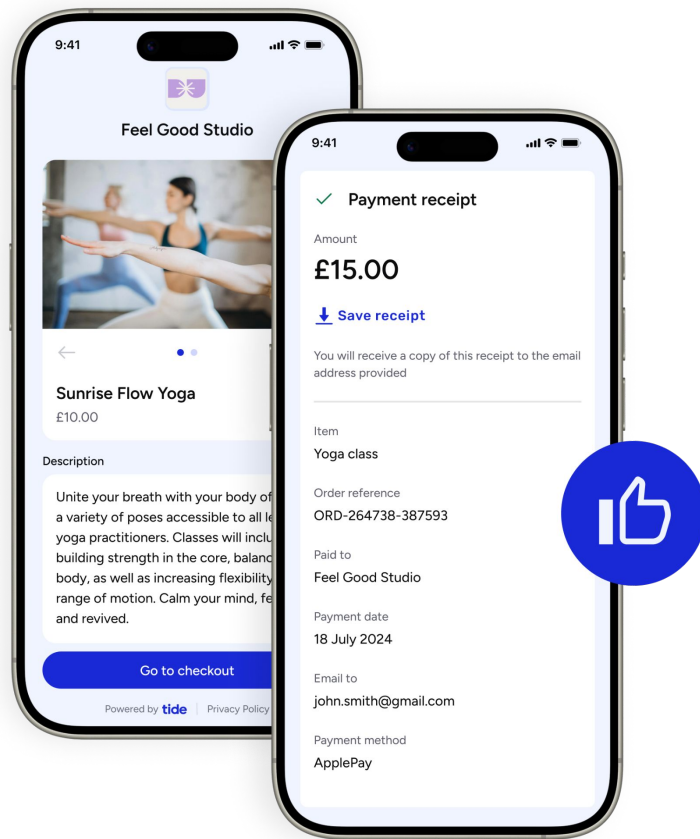 9:41
Feel Good Studio
Sunrise Flow Yoga
£10.00
Description
Unite your breath with your body of
a variety of poses accessible to all
yoga practitioners. Classes will
building strength in the core,
body, as well as increasing flexibility
range of motion. Calm your mind,
and revived.
Go to checkout
Powered by tide
Privacy Policy
9:41
Payment receipt
Amount
£15.00
Save receipt
You will receive a copy of this receipt to the email
address provided
Item
Yoga class
Order reference
ORD-264738-387593
Paid to
Feel Good Studio
Payment date
18 July 2024
Email to
john.smith@gmail.com
Payment method
ApplePay